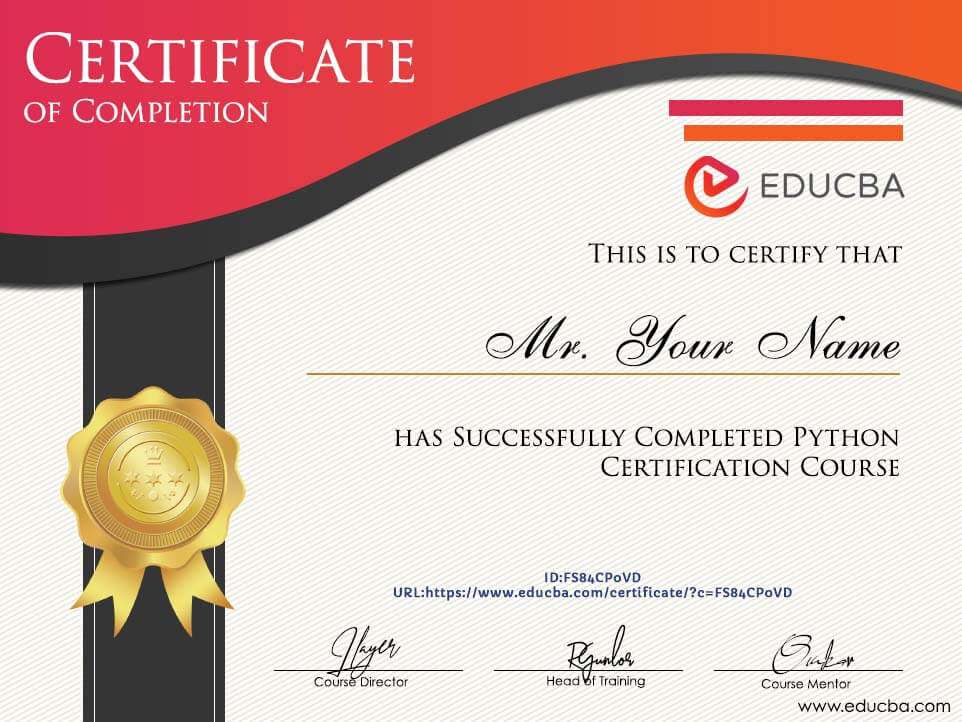 CERTIFICATE
OF COMPLETION
EDUCBA
THIS IS TO CERTIFY THAT
Mr. Your Name
HAS SUCCESSFULLY COMPLETED PYTHON
CERTIFICATION COURSE
ID:FS84CPoVD
URL:https://www.educba.com/certificate/?c=FS84CPoVD
Course Director
Head of Training
Course Mentor
www.educba.com